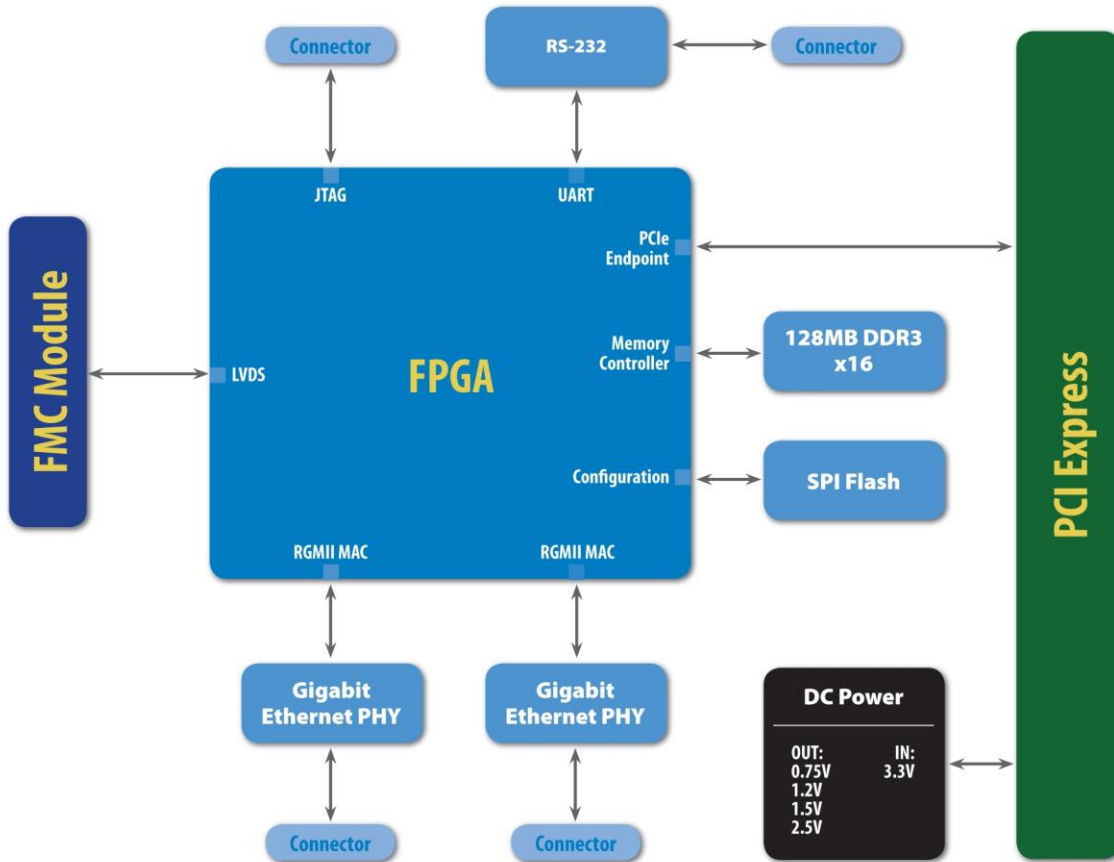 Connector
RS-232
Connector
JTAG
UART
PCIe
Endpoint
FMC Module
LVDS
FPGA
Memory
Controller
128MB DDR3
x16
PCI Express
Configuration
SPI Flash
RGMII MAC
RGMII MAC
Gigabit
Ethernet PHY
Gigabit
Ethernet PHY
DC Power
OUT: IN:
0.75V 3.3V
1.2V
1.5V
2.5V
Connector
Connector